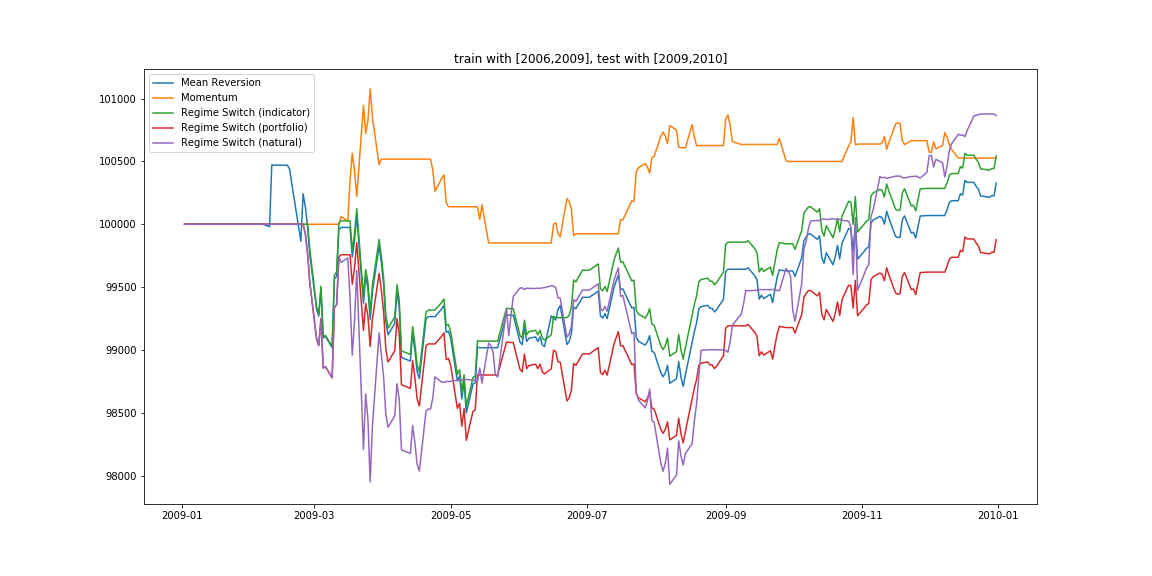 train with [2006,2009], test with [2009,2010]
Mean Reversion
Momentum
Regime Switch (indicator)
Regime Switch (portfolio)
Regime Switch (natural)
101000
100500
100000
99500
99000
98500
98000
2009-01 2009-03 2009-05 2009-07 2009-09 2009-11 2010-01